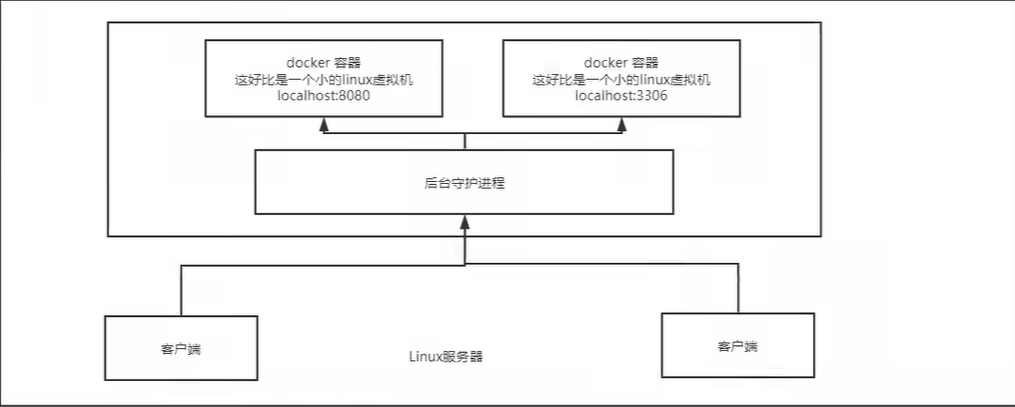 docker 容器
这好比是一个小的linux虚拟机
localhost:8080
docker 容器
这好比是一个小的linux虚拟机
localhost:3306
后台守护进程
客户端
Linux服务器
客户端